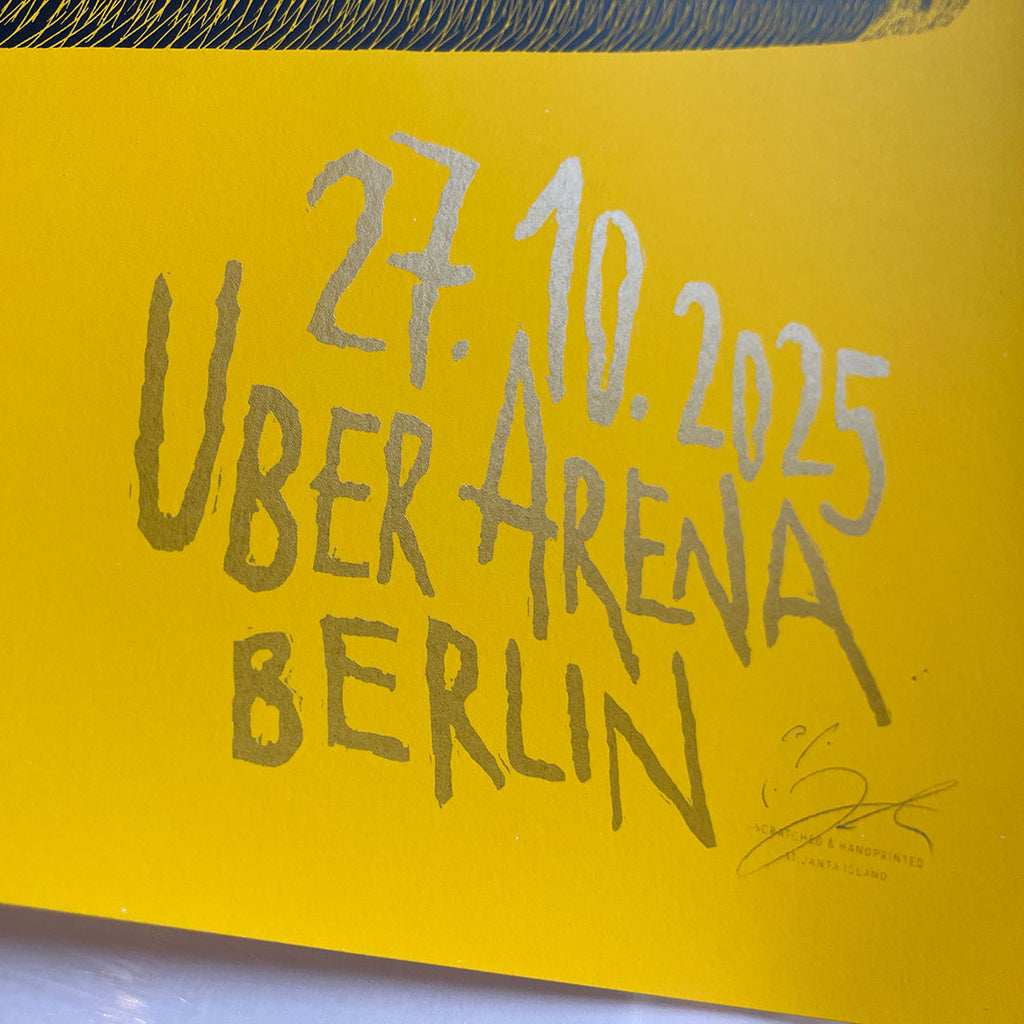 27.10.2025
UBER ARENA
BERLIN
SCRATCHED & HANDPRINTED
AT JANTA ISLAND